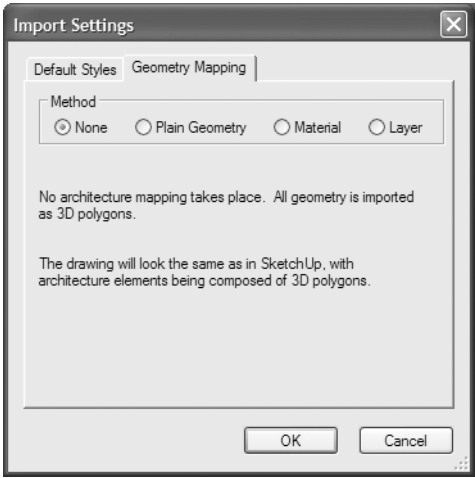 Import Settings
Default Styles Geometry Mapping
Method
None Plain Geometry Material Layer
No architecture mapping takes place. All geometry is imported
as 3D polygons.
The drawing will look the same as in SketchUp, with
architecture elements being composed of 3D polygons.
OK Cancel